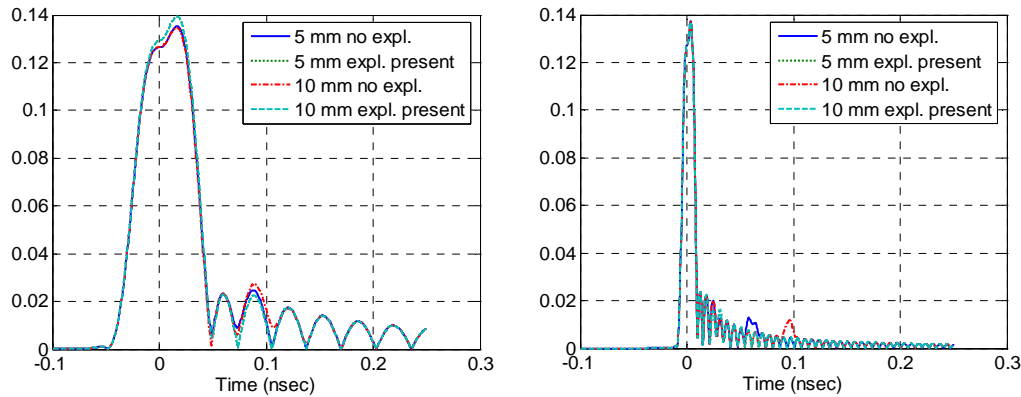 0.14
0.12
0.1
0.08
0.06
0.04
0.02
0
-0.1
0
0.1
0.2
0.3
Time (nsec)
5 mm no expl.
5 mm expl. present
10 mm no expl.
10 mm expl. present
0.14
0.12
0.1
0.08
0.06
0.04
0.02
0
-0.1
0
0.1
0.2
0.3
Time (nsec)
5 mm no expl.
5 mm expl. present
10 mm no expl.
10 mm expl. present